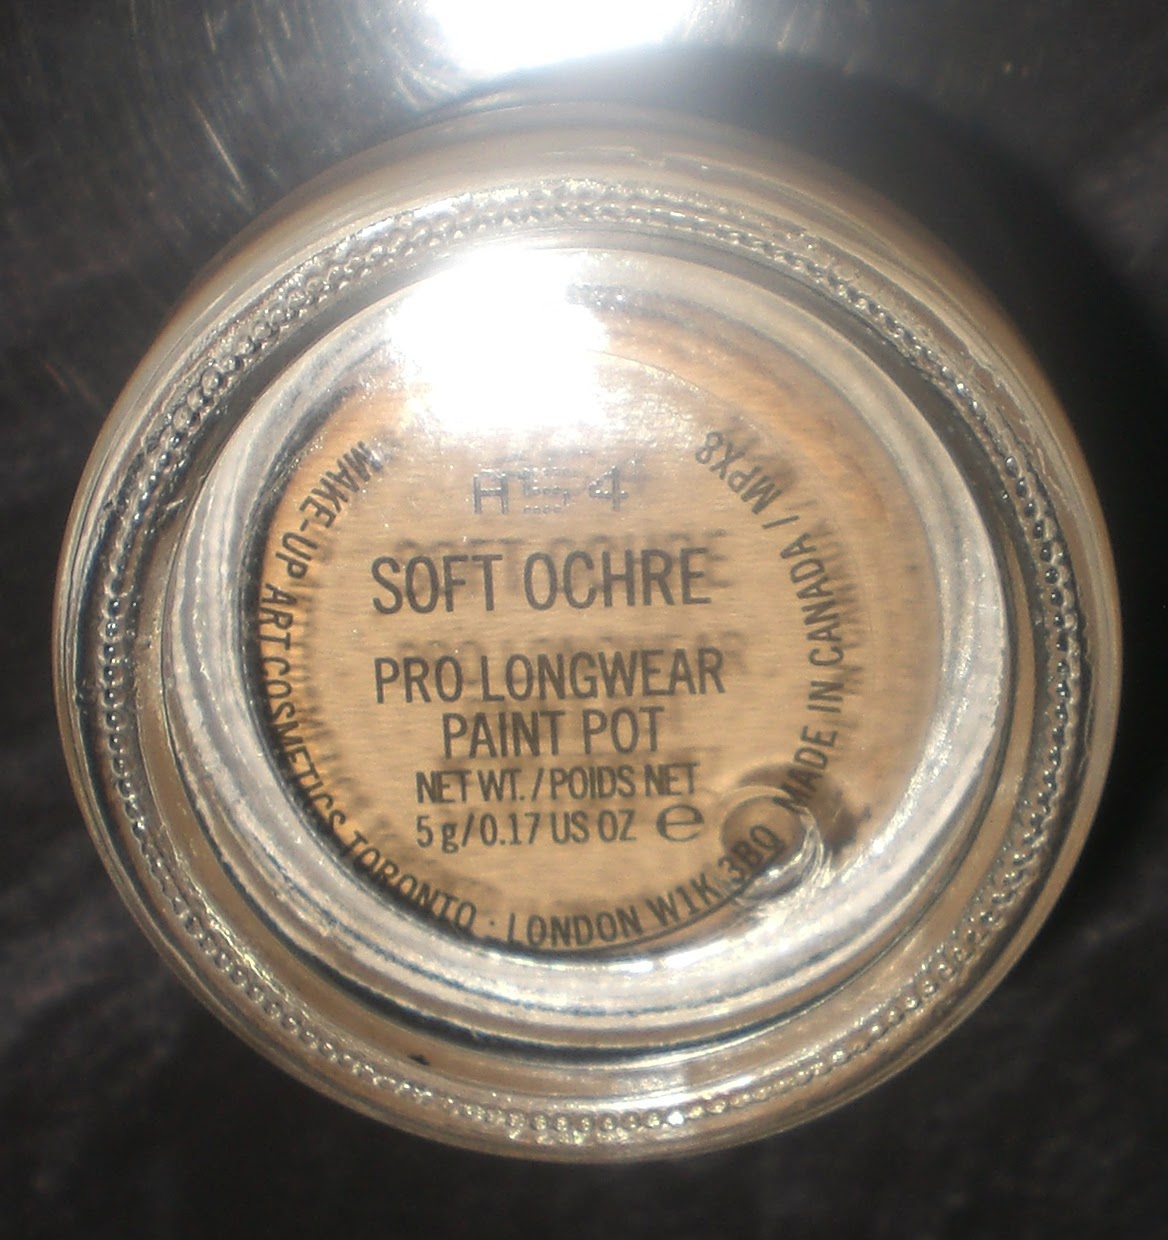 A54
SOFT OCHRE
PRO LONGWEAR
PAINT POT
NET WT. / POIDS NET
5 g/0.17 US OZ ℮
MAKE-UP ART COSMETICS TORONTO · LONDON W1K 3BQ MADE IN CANADA / MPX8